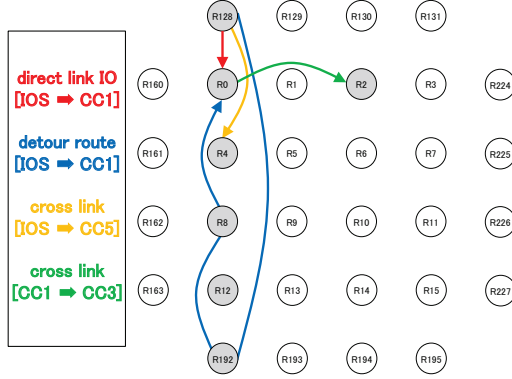 R128 R129 R130 R131
direct link IO
[IOS ➡ CC1]
R160 R0 R1 R2 R3 R224
detour route
[IOS ➡ CC1]
R161 R4 R5 R6 R7 R225
cross link
[IOS ➡ CC5]
R162 R8 R9 R10 R11 R226
cross link
[CC1 ➡ CC3]
R163 R12 R13 R14 R15 R227
R192 R193 R194 R195